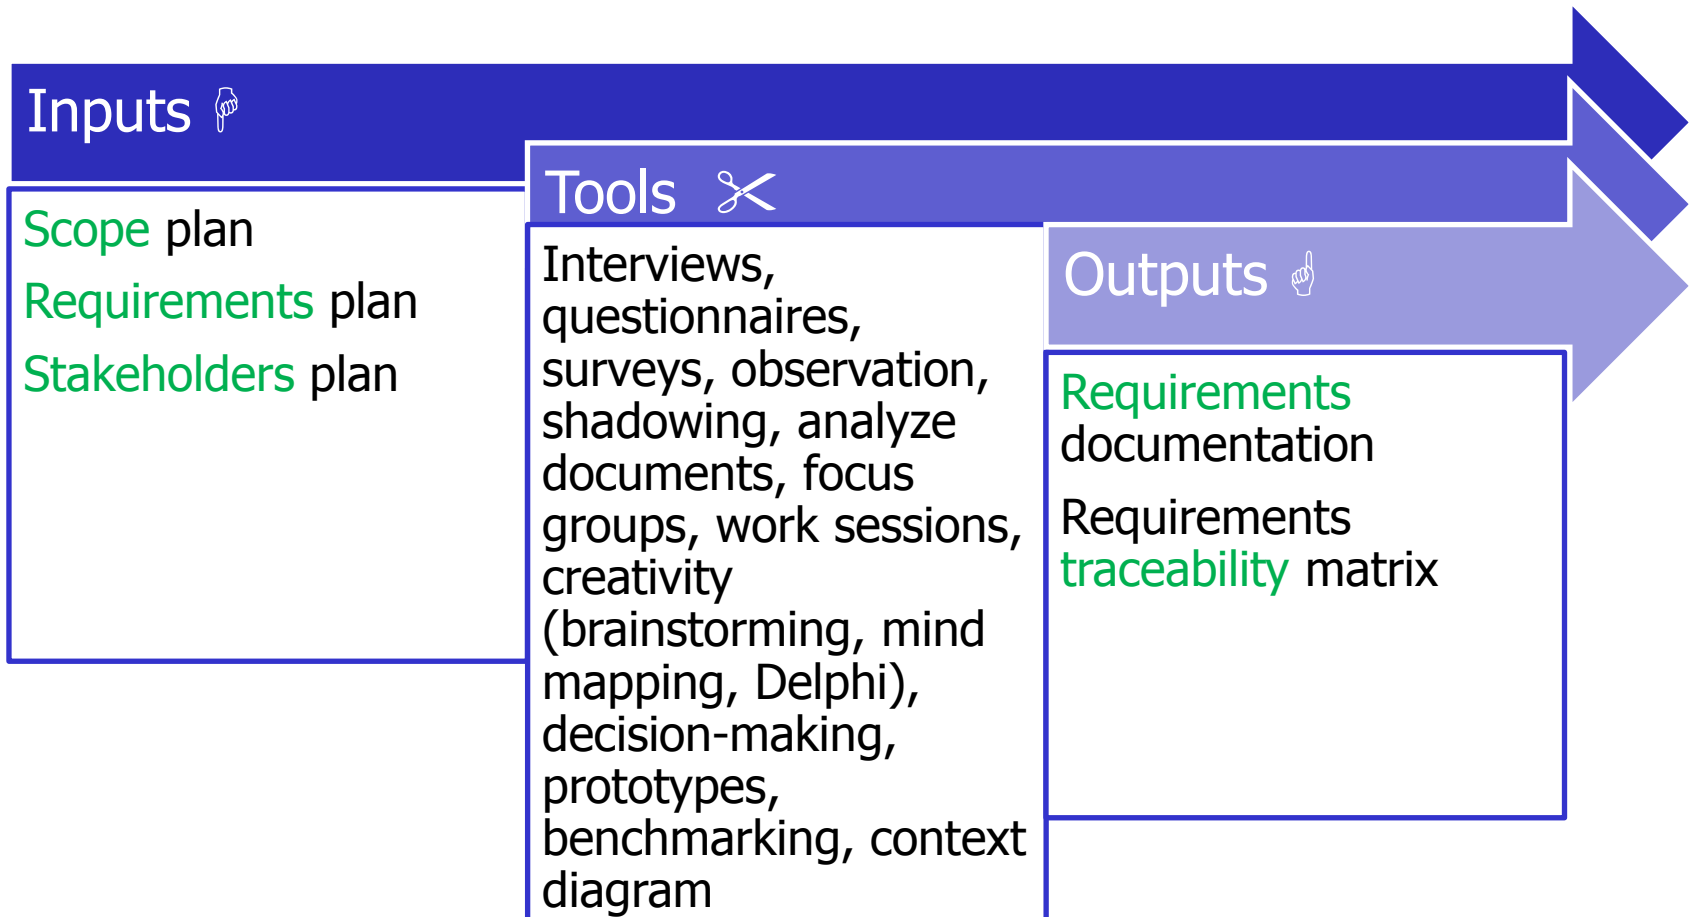 Inputs ☟
Scope plan
Requirements plan
Stakeholders plan
Tools ✂
Interviews,
questionnaires,
surveys, observation,
shadowing, analyze
documents, focus
groups, work sessions,
creativity
(brainstorming, mind
mapping, Delphi),
decision-making,
prototypes,
benchmarking, context
diagram
Outputs ☝
Requirements
documentation
Requirements
traceability matrix